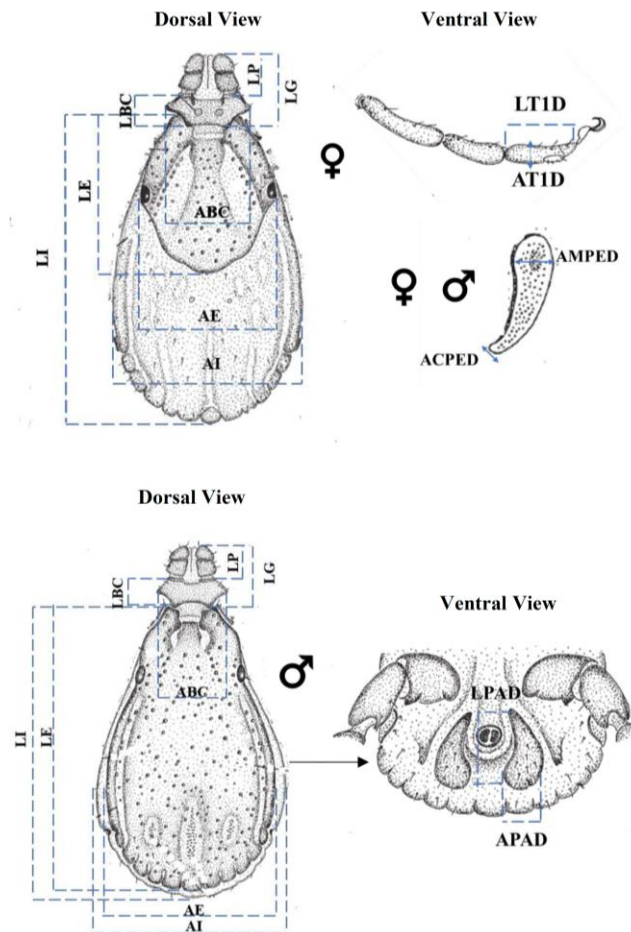 Dorsal View
Ventral View
LP
LG
LBC
LT1D
♀
AT1D
LE
ABC
LI
♀ ♂
AMPED
AE
ACPED
AI
Dorsal View
LP
LG
LBC
Ventral View
♂
ABC
LPAD
LI
LE
APAD
AE
AI